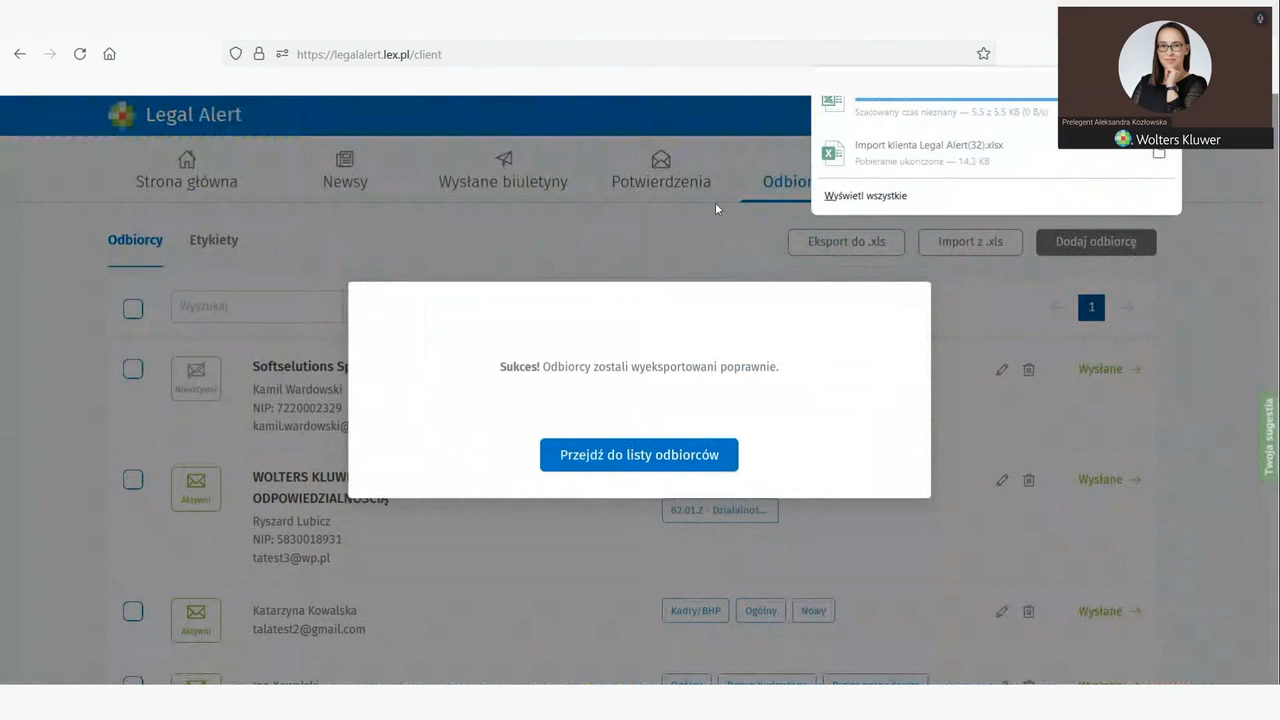 https://legalalert.lex.pl/client
Szacowany czas nieznany — 5.5 z 5.5 KB (0 B/s)
Import klienta Legal Alert(32).xlsx
Pobieranie ukończone — 14.2 KB
Wyświetl wszystkie
Prelegent Aleksandra Kozłowska
Wolters Kluwer
Legal Alert
Strona główna
Newsy
Wysłane biuletyny
Potwierdzenia
Odbior
Odbiorcy
Etykiety
Eksport do .xls
Import z .xls
Dodaj odbiorcę
Wyszukaj
1
Sukces! Odbiorcy zostali wyeksportowani poprawnie.
Przejdź do listy odbiorców
Nieaktywni
Softselutions Sp
Kamil Wardowski
NIP: 7220002329
kamil.wardowski@
Wysłane →
Aktywni
WOLTERS KLUW
ODPOWIEDZIALNOŚCIĄ
Ryszard Lubicz
NIP: 5830018931
tatest3@wp.pl
62.01.Z - Działalnoś...
Wysłane →
Aktywni
Katarzyna Kowalska
talatest2@gmail.com
Kadry/BHP
Ogólny
Nowy
Wysłane →
Twoja sugestia